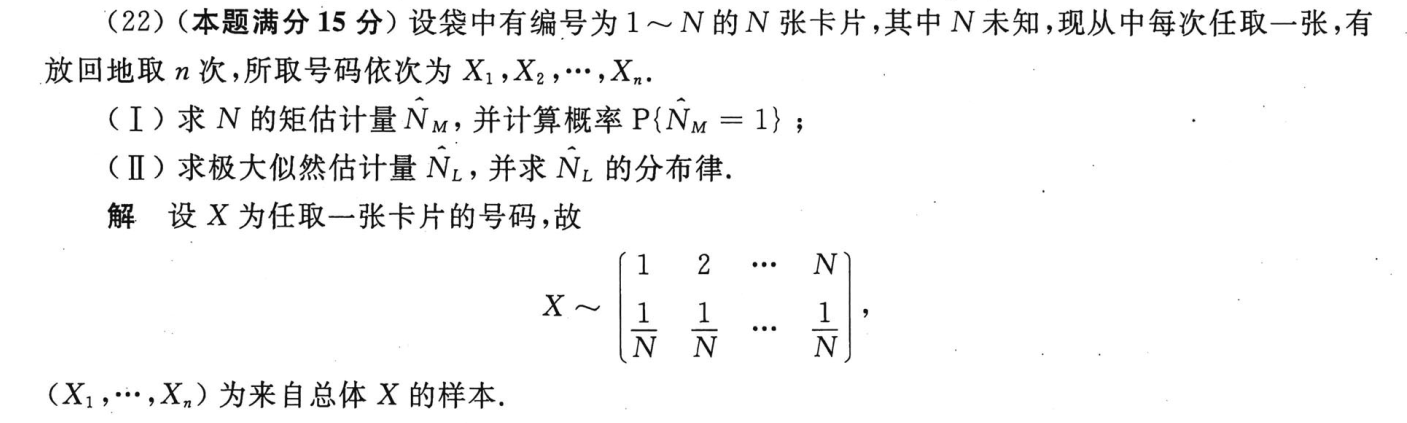 (22)(本题满分 15 分)设袋中有编号为 1～N 的 N 张卡片,其中 N 未知,现从中每次任取一张,有
放回地取 n 次,所取号码依次为 X₁,X₂,⋯,Xₙ.
(Ⅰ)求 N 的矩估计量 N̂_M,并计算概率 P{N̂_M = 1};
(Ⅱ)求极大似然估计量 N̂_L,并求 N̂_L 的分布律.
解 设 X 为任取一张卡片的号码,故
X ～ ( 1 2 ⋯ N
1/N 1/N ⋯ 1/N ),
(X₁,⋯,Xₙ)为来自总体 X 的样本.